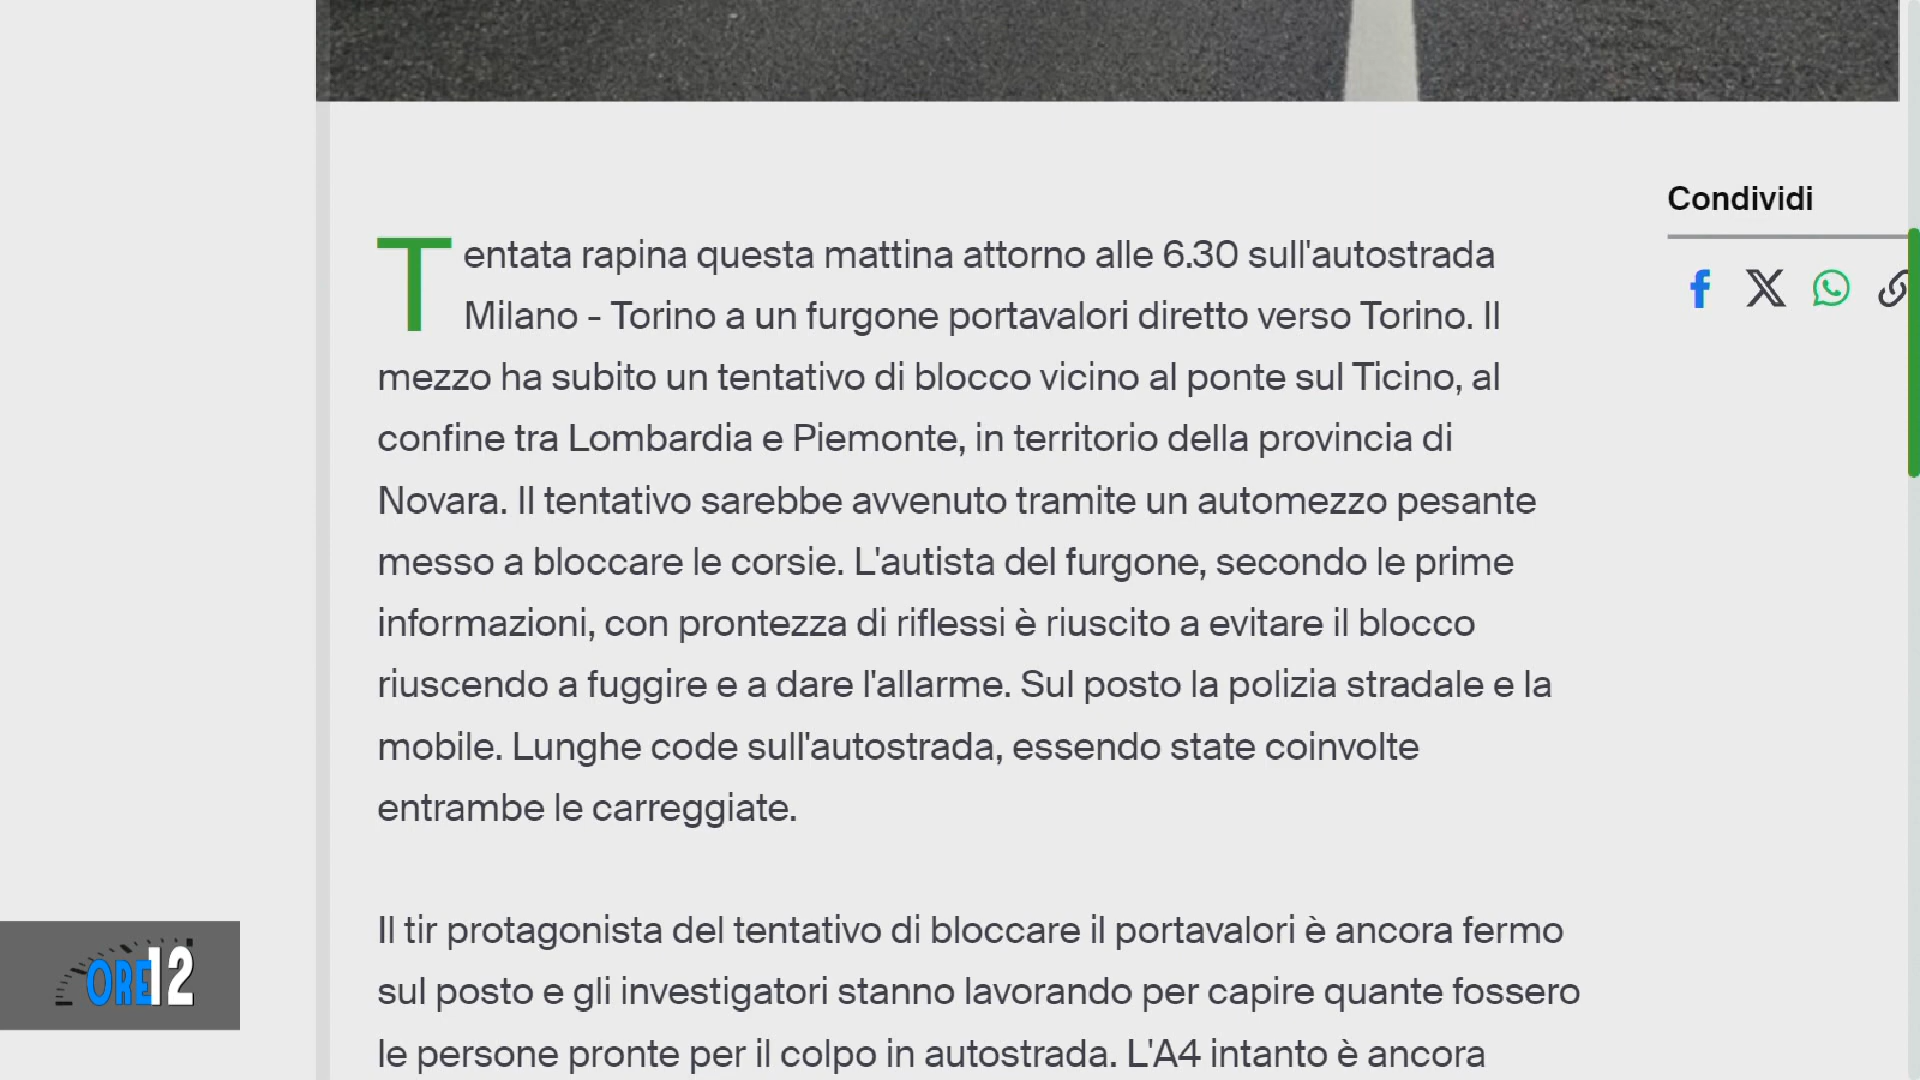 Condividi
Tentata rapina questa mattina attorno alle 6.30 sull'autostrada
Milano - Torino a un furgone portavalori diretto verso Torino. Il
mezzo ha subito un tentativo di blocco vicino al ponte sul Ticino, al
confine tra Lombardia e Piemonte, in territorio della provincia di
Novara. Il tentativo sarebbe avvenuto tramite un automezzo pesante
messo a bloccare le corsie. L'autista del furgone, secondo le prime
informazioni, con prontezza di riflessi è riuscito a evitare il blocco
riuscendo a fuggire e a dare l'allarme. Sul posto la polizia stradale e la
mobile. Lunghe code sull'autostrada, essendo state coinvolte
entrambe le carreggiate.
Il tir protagonista del tentativo di bloccare il portavalori è ancora fermo
sul posto e gli investigatori stanno lavorando per capire quante fossero
le persone pronte per il colpo in autostrada. L'A4 intanto è ancora
ORE12